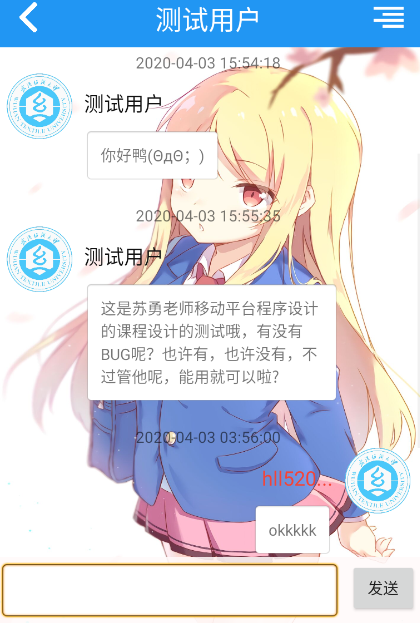 测试用户
2020-04-03 15:54:18
测试用户
你好鸭(ΘдΘ；)
2020-04-03 15:55:35
测试用户
这是苏勇老师移动平台程序设计
的课程设计的测试哦，有没有
BUG呢？也许有，也许没有，不
过管他呢，能用就可以啦?
2020-04-03 03:56:00
hll520...
okkkkk
发送